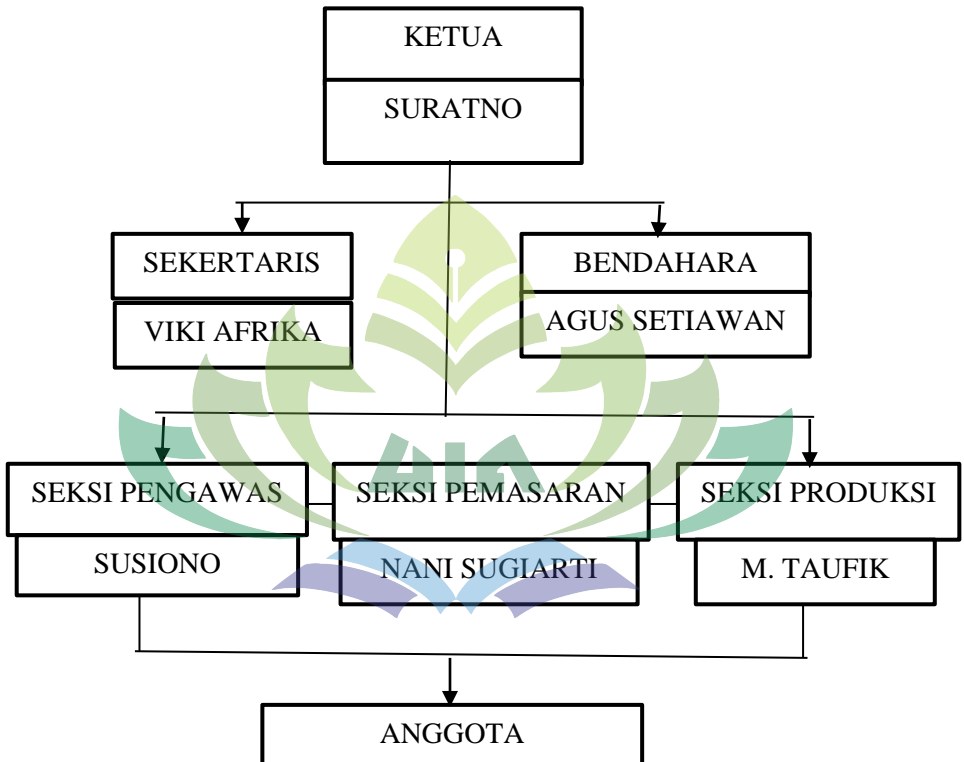 KETUA
SURATNO
SEKERTARIS
BENDAHARA
VIKI AFRIKA
AGUS SETIAWAN
SEKSI PENGAWAS
SEKSI PEMASARAN
SEKSI PRODUKSI
SUSIONO
NANI SUGIARTI
M. TAUFIK
ANGGOTA